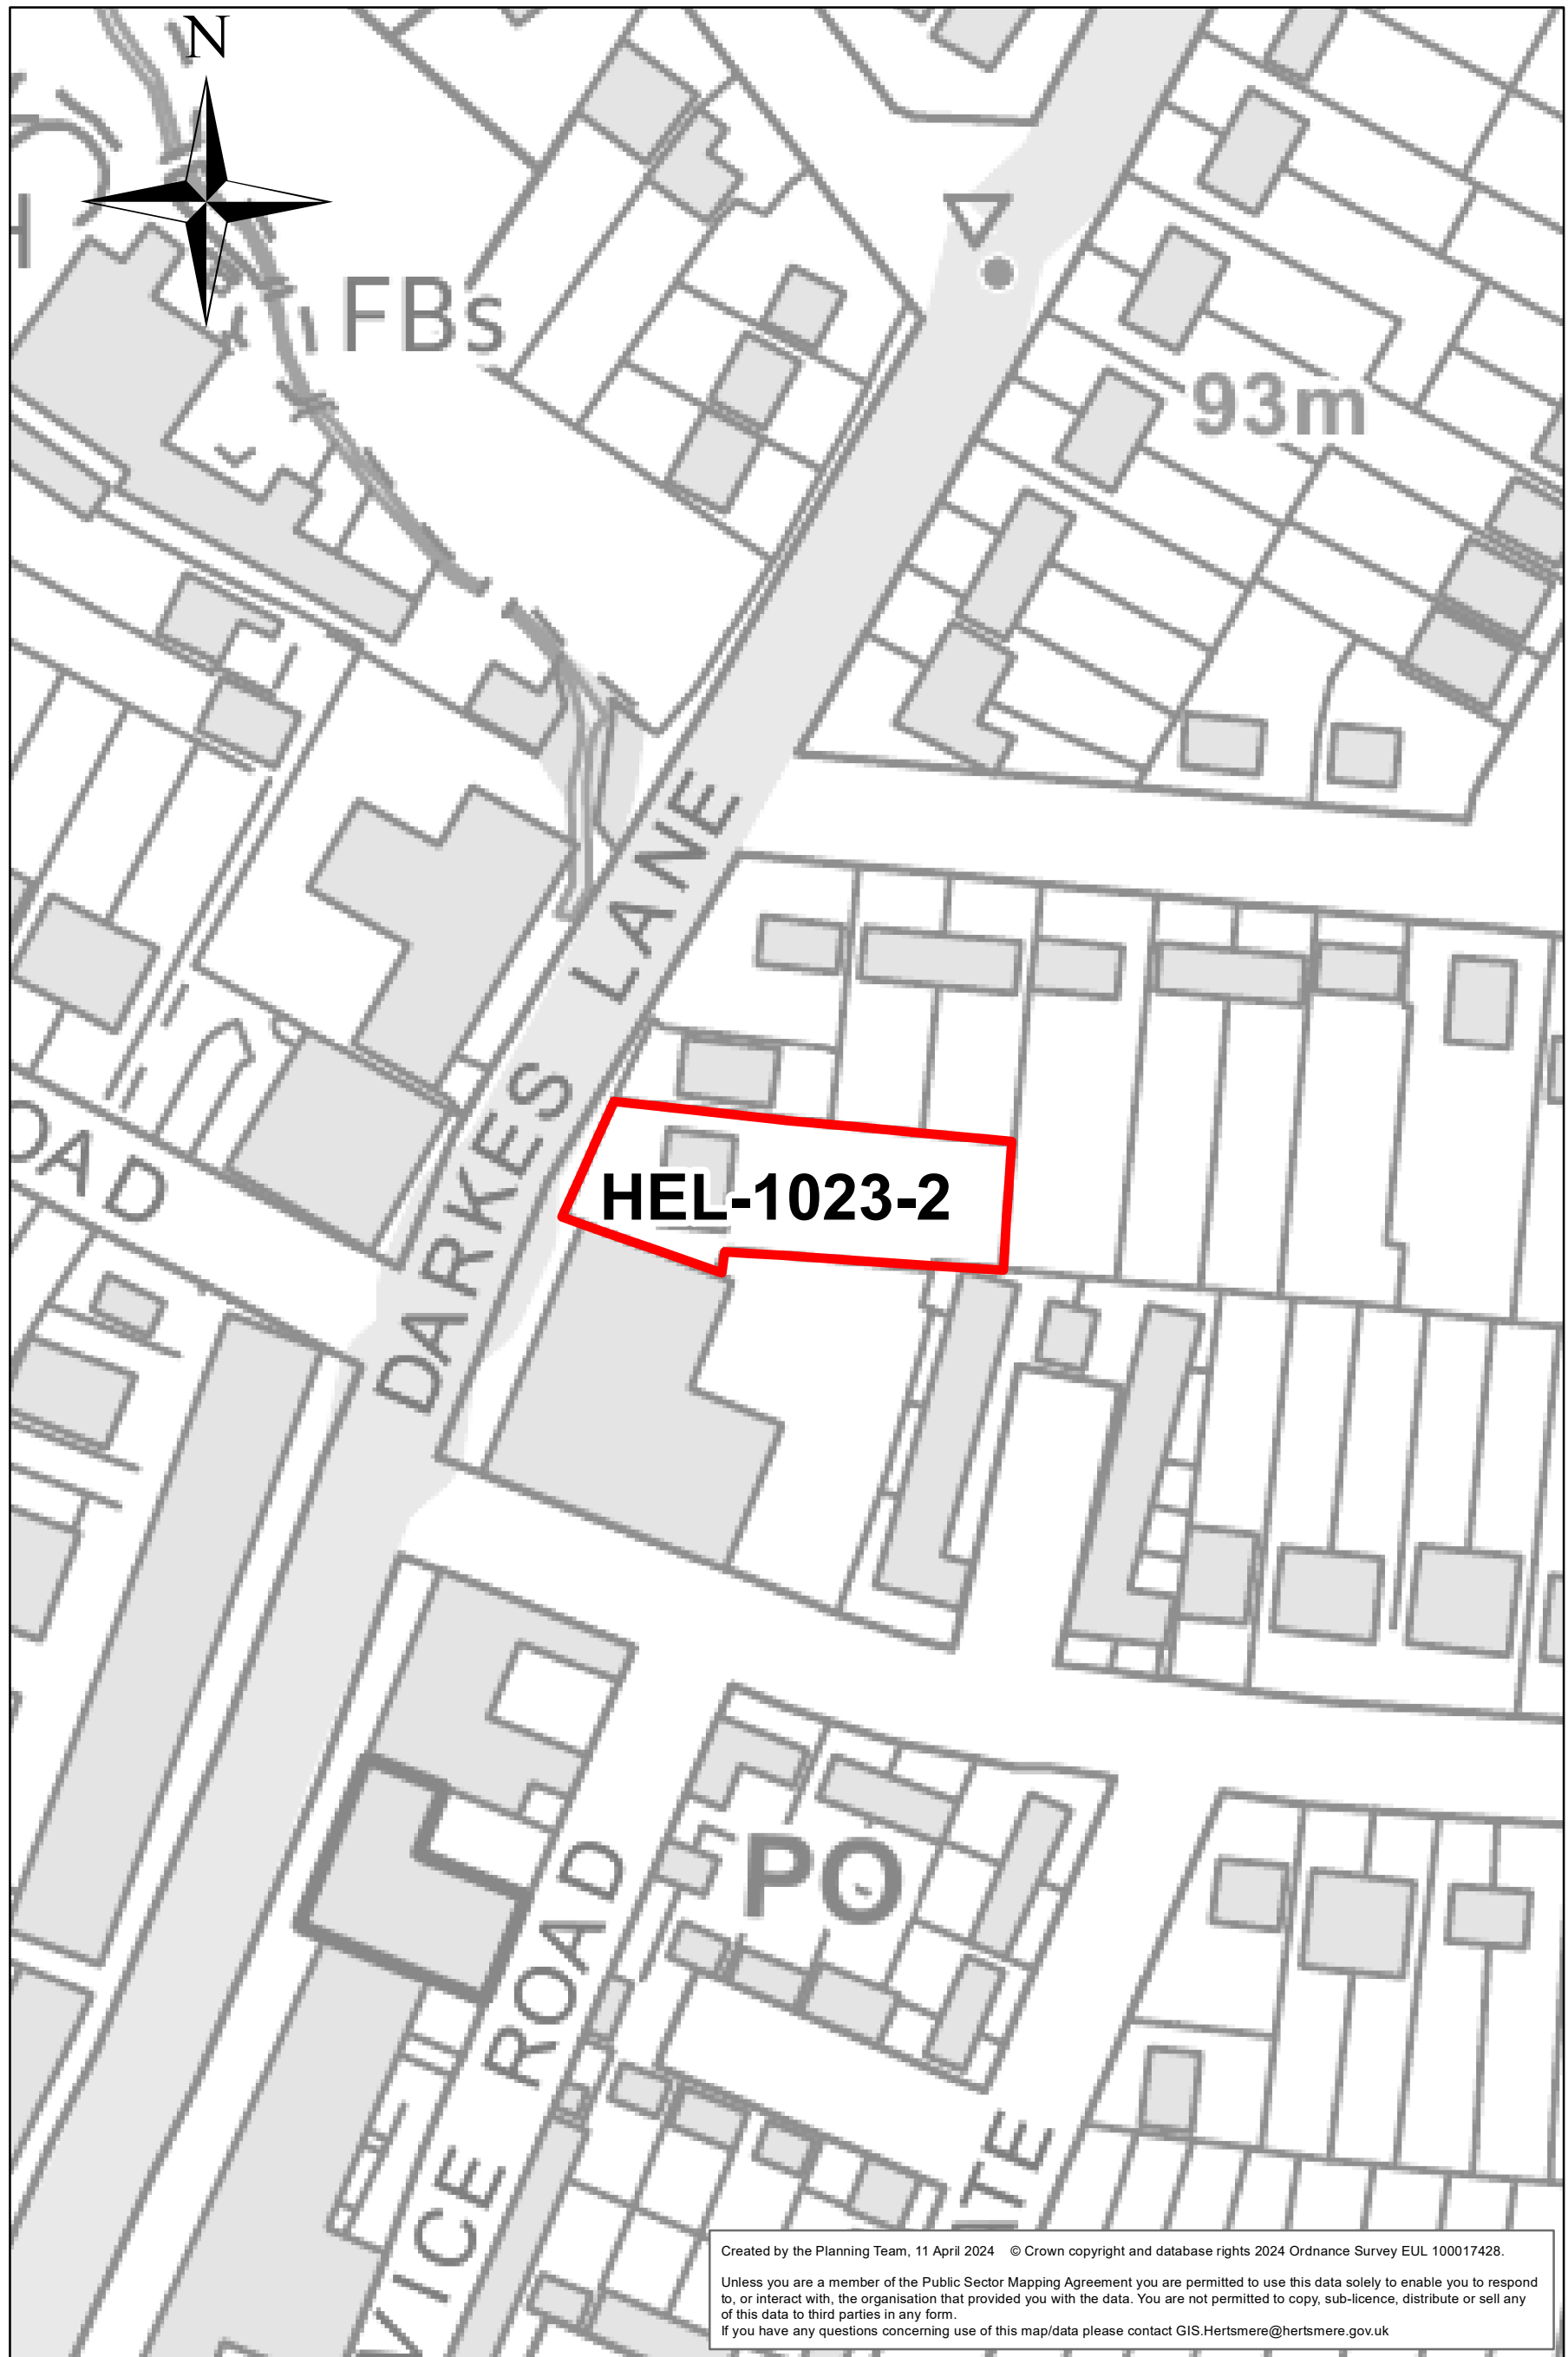 N
H
FBs
93m
DARKES LANE
OAD
HEL-1023-2
PO
VICE ROAD
ITE
Created by the Planning Team, 11 April 2024 © Crown copyright and database rights 2024 Ordnance Survey EUL 100017428.
Unless you are a member of the Public Sector Mapping Agreement you are permitted to use this data solely to enable you to respond
to, or interact with, the organisation that provided you with the data. You are not permitted to copy, sub-licence, distribute or sell any
of this data to third parties in any form.
If you have any questions concerning use of this map/data please contact GIS.Hertsmere@hertsmere.gov.uk